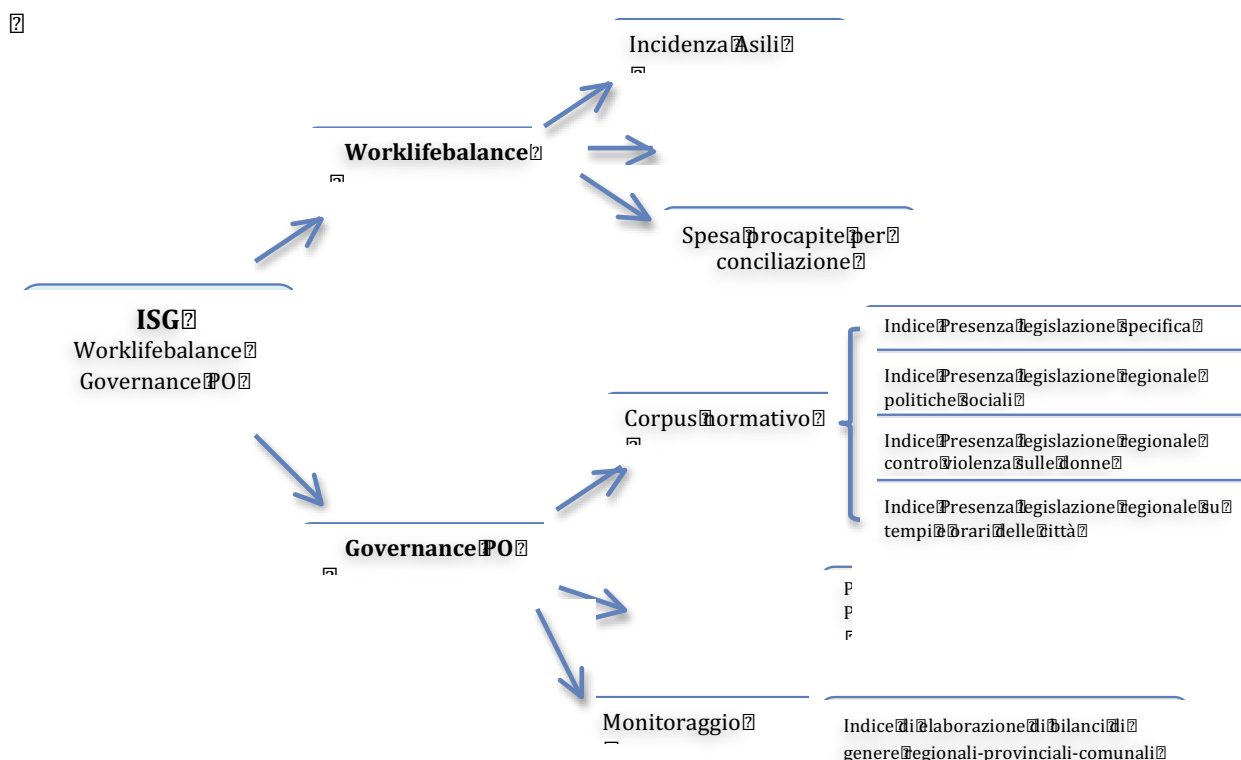 Incidenza Asili
Worklifebalance
Spesa procapite per
conciliazione
ISG
Worklifebalance
Governance PO
Indice Presenza legislazione specifica
Indice Presenza legislazione regionale
politiche sociali
Corpus normativo
Indice Presenza legislazione regionale
contro violenza sulle donne
Indice Presenza legislazione regionale su
tempi e orari delle città
Governance PO
P
P
Monitoraggio
Indice di elaborazione di bilanci di
genere regionali-provinciali-comunali